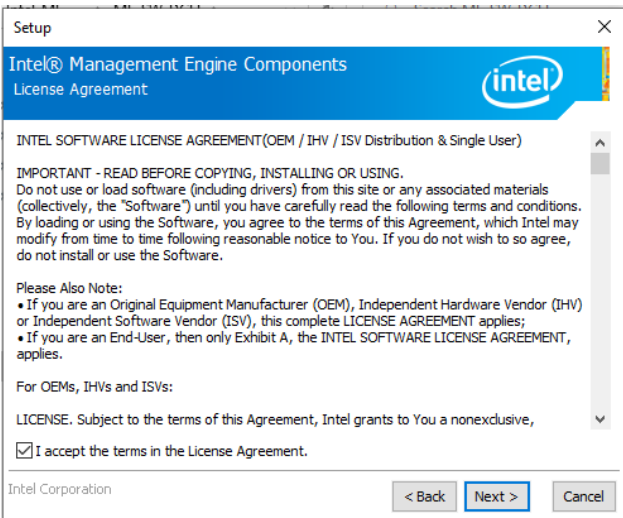 Setup
Intel® Management Engine Components
License Agreement
intel
INTEL SOFTWARE LICENSE AGREEMENT(OEM / IHV / ISV Distribution & Single User)
IMPORTANT - READ BEFORE COPYING, INSTALLING OR USING.
Do not use or load software (including drivers) from this site or any associated materials
(collectively, the "Software") until you have carefully read the following terms and conditions.
By loading or using the Software, you agree to the terms of this Agreement, which Intel may
modify from time to time following reasonable notice to You. If you do not wish to so agree,
do not install or use the Software.
Please Also Note:
• If you are an Original Equipment Manufacturer (OEM), Independent Hardware Vendor (IHV)
or Independent Software Vendor (ISV), this complete LICENSE AGREEMENT applies;
• If you are an End-User, then only Exhibit A, the INTEL SOFTWARE LICENSE AGREEMENT,
applies.
For OEMs, IHVs and ISVs:
LICENSE. Subject to the terms of this Agreement, Intel grants to You a nonexclusive,
I accept the terms in the License Agreement.
Intel Corporation
< Back Next > Cancel